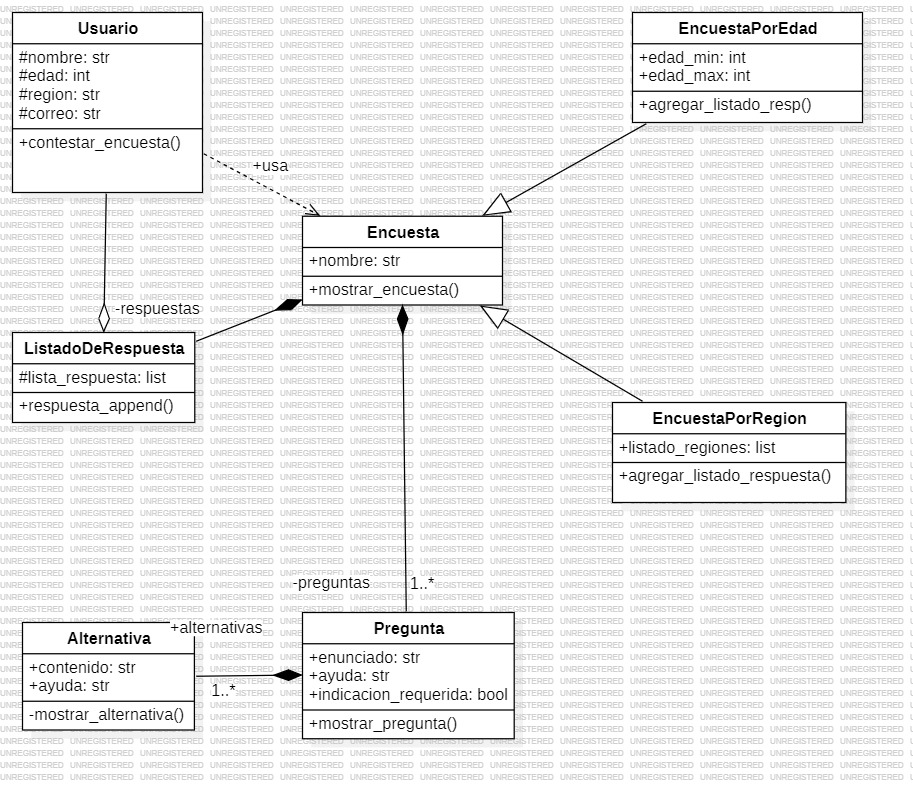 Usuario
#nombre: str
#edad: int
#region: str
#correo: str
+contestar_encuesta()
EncuestaPorEdad
+edad_min: int
+edad_max: int
+agregar_listado_resp()
+usa
Encuesta
+nombre: str
+mostrar_encuesta()
-respuestas
ListadoDeRespuesta
#lista_respuesta: list
+respuesta_append()
EncuestaPorRegion
+listado_regiones: list
+agregar_listado_respuesta()
-preguntas
1..*
+alternativas
Alternativa
+contenido: str
+ayuda: str
-mostrar_alternativa()
1..*
Pregunta
+enunciado: str
+ayuda: str
+indicacion_requerida: bool
+mostrar_pregunta()
UNREGISTERED